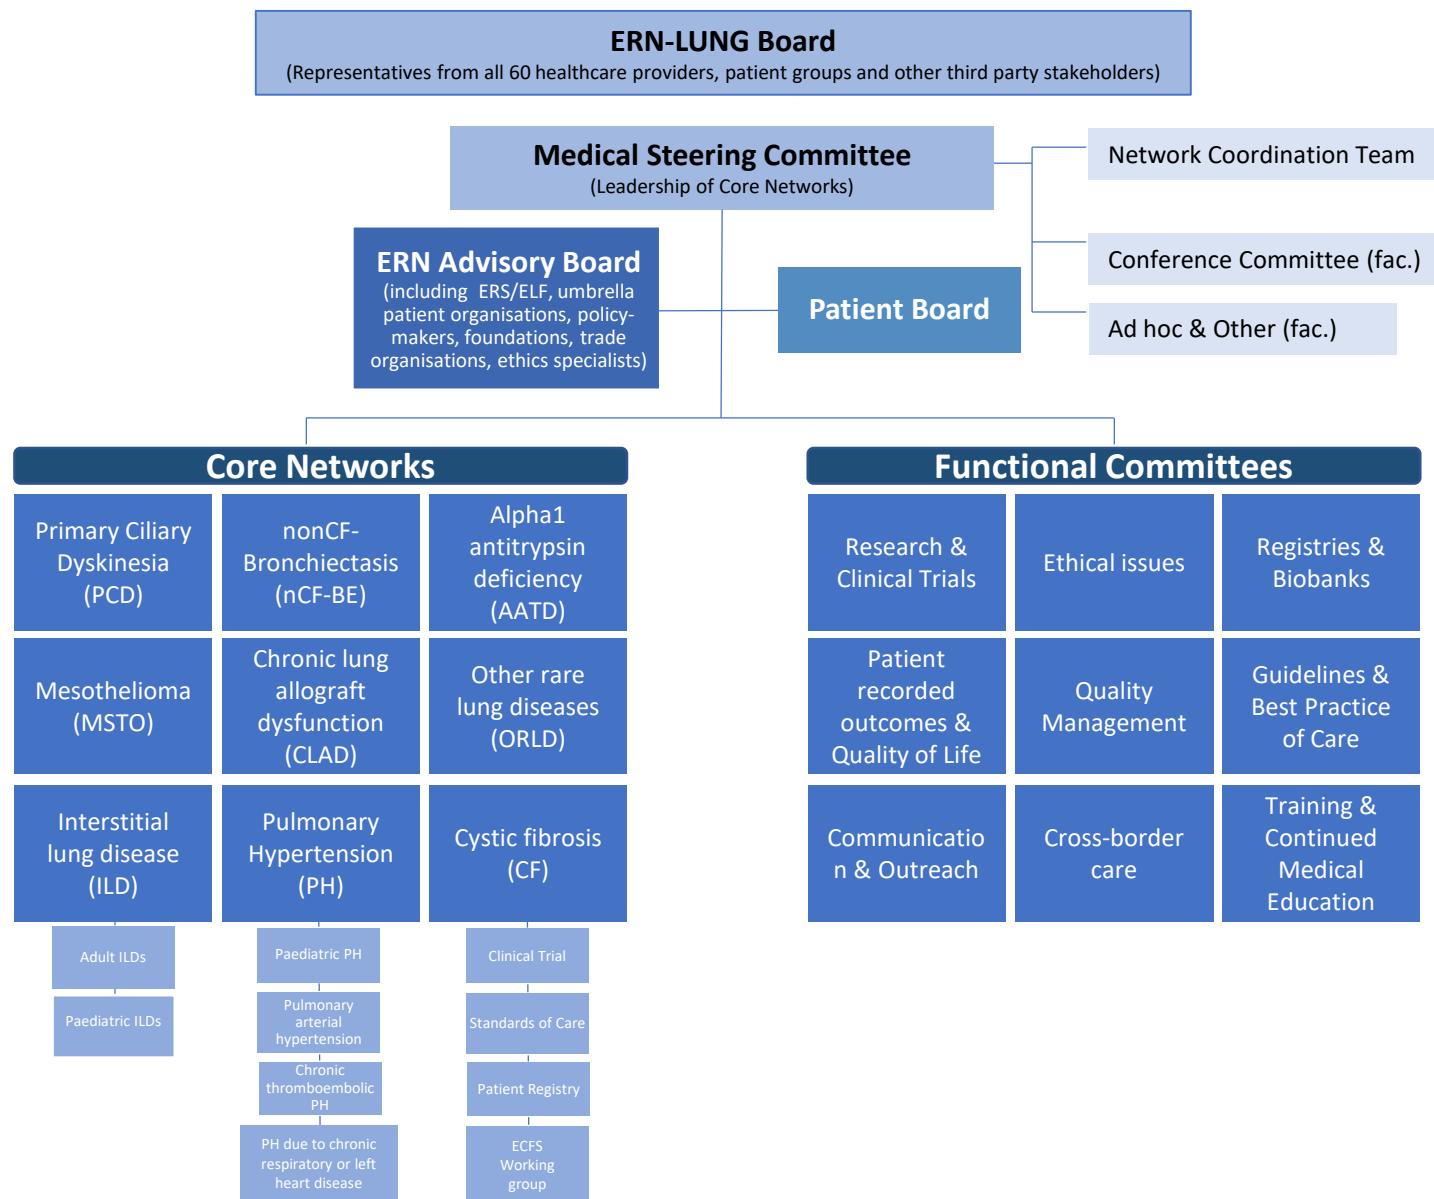 ERN-LUNG Board
(Representatives from all 60 healthcare providers, patient groups and other third party stakeholders)
Medical Steering Committee
(Leadership of Core Networks)
Network Coordination Team
Conference Committee (fac.)
Ad hoc & Other (fac.)
ERN Advisory Board
(including ERS/ELF, umbrella
patient organisations, policy-
makers, foundations, trade
organisations, ethics specialists)
Patient Board
Core Networks
Primary Ciliary
Dyskinesia
(PCD)
nonCF-
Bronchiectasis
(nCF-BE)
Alpha1
antitrypsin
deficiency
(AATD)
Mesothelioma
(MSTO)
Chronic lung
allograft
dysfunction
(CLAD)
Other rare
lung diseases
(ORLD)
Interstitial
lung disease
(ILD)
Pulmonary
Hypertension
(PH)
Cystic fibrosis
(CF)
Adult ILDs
Paediatric ILDs
Paediatric PH
Pulmonary
arterial
hypertension
Chronic
thromboembolic
PH
PH due to chronic
respiratory or left
heart disease
Clinical Trial
Standards of Care
Patient Registry
ECFS
Working
group
Functional Committees
Research &
Clinical Trials
Ethical issues
Registries &
Biobanks
Patient
recorded
outcomes &
Quality of Life
Quality
Management
Guidelines &
Best Practice
of Care
Communicatio
n & Outreach
Cross-border
care
Training &
Continued
Medical
Education